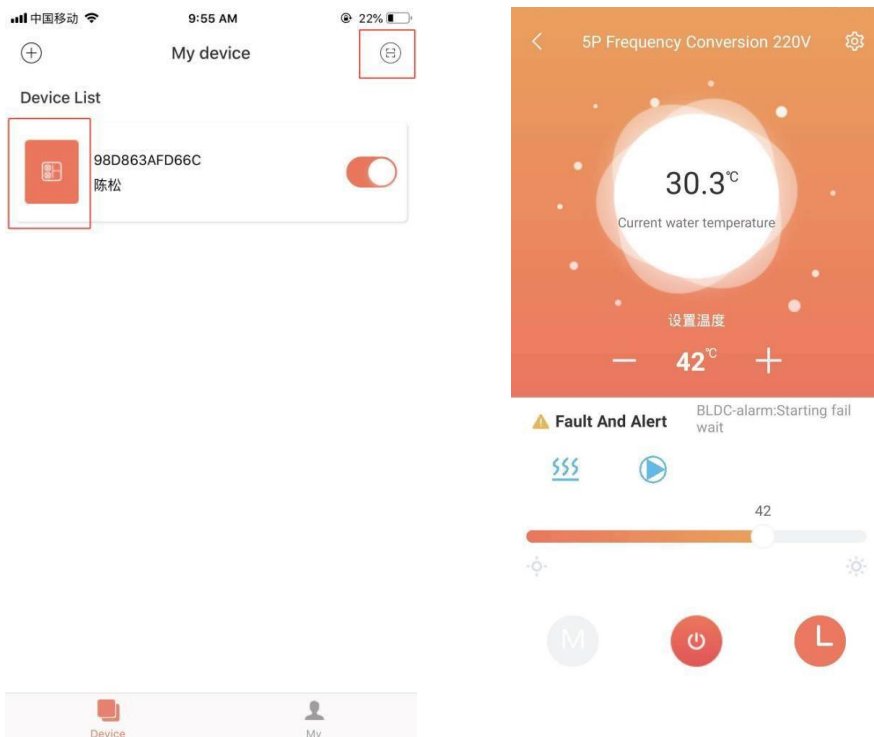 中国移动 9:55 AM 22%
My device
Device List
98D863AFD66C
陈松
Device
My
5P Frequency Conversion 220V
30.3℃
Current water temperature
设置温度
42℃
Fault And Alert
BLDC-alarm:Starting fail
wait
42
M